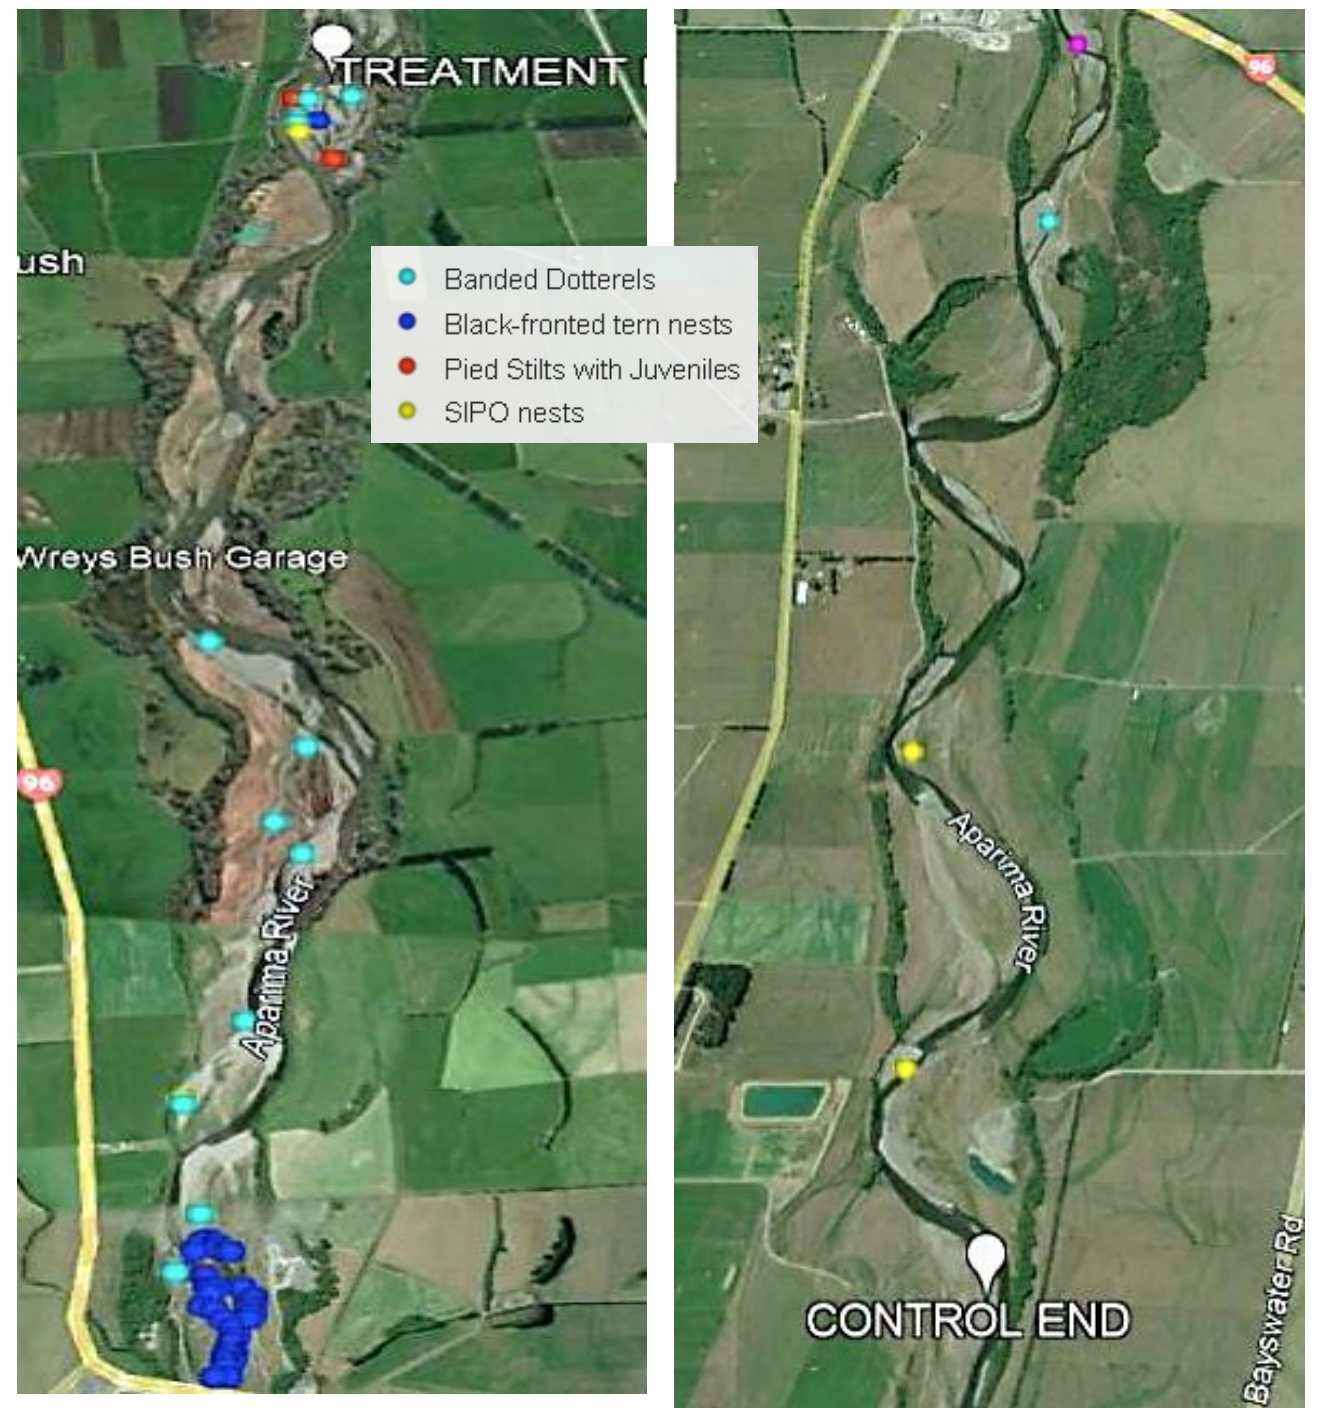 TREATMENT
ush
Banded Dotterels
Black-fronted tern nests
Pied Stilts with Juveniles
SIPO nests
Wreys Bush Garage
96
Aparima River
96
Aparima River
CONTROL END
Bayswater Rd